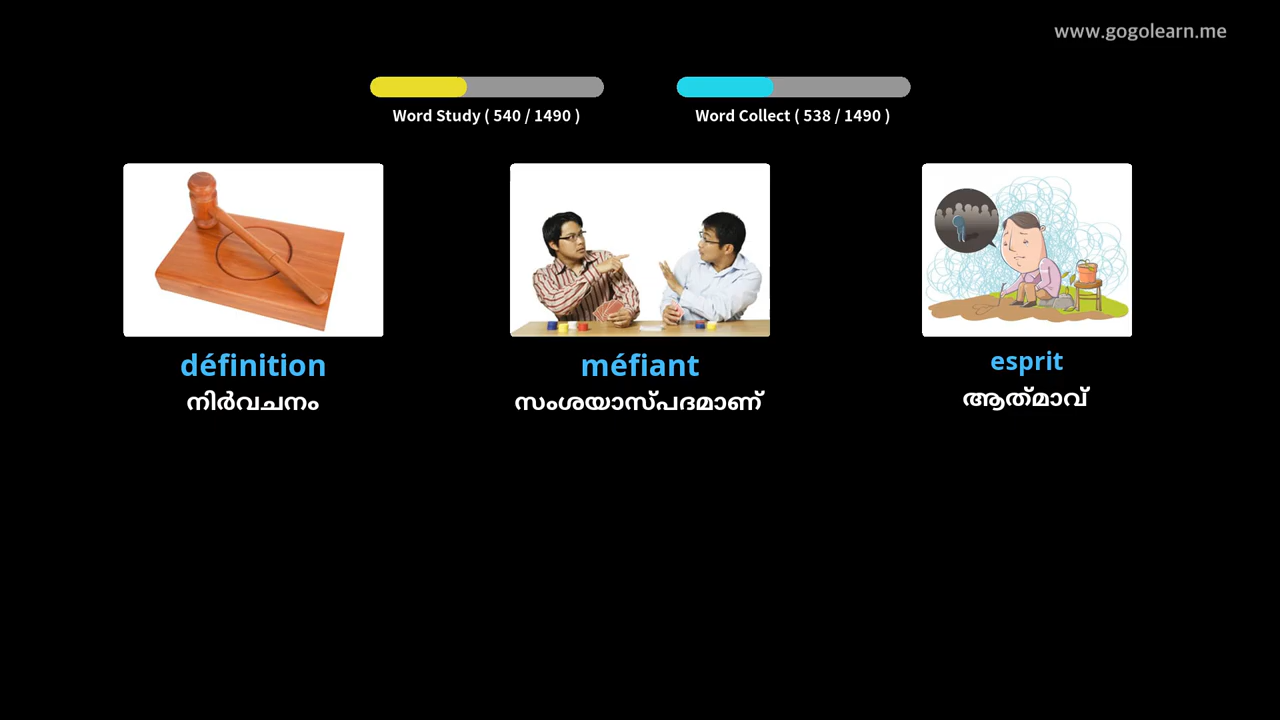 www.gogolearn.me
Word Study ( 540 / 1490 )
Word Collect ( 538 / 1490 )
définition
നിർവചനം
méfiant
സംശയാസ്പദമാണ്
esprit
ആത്മാവ്